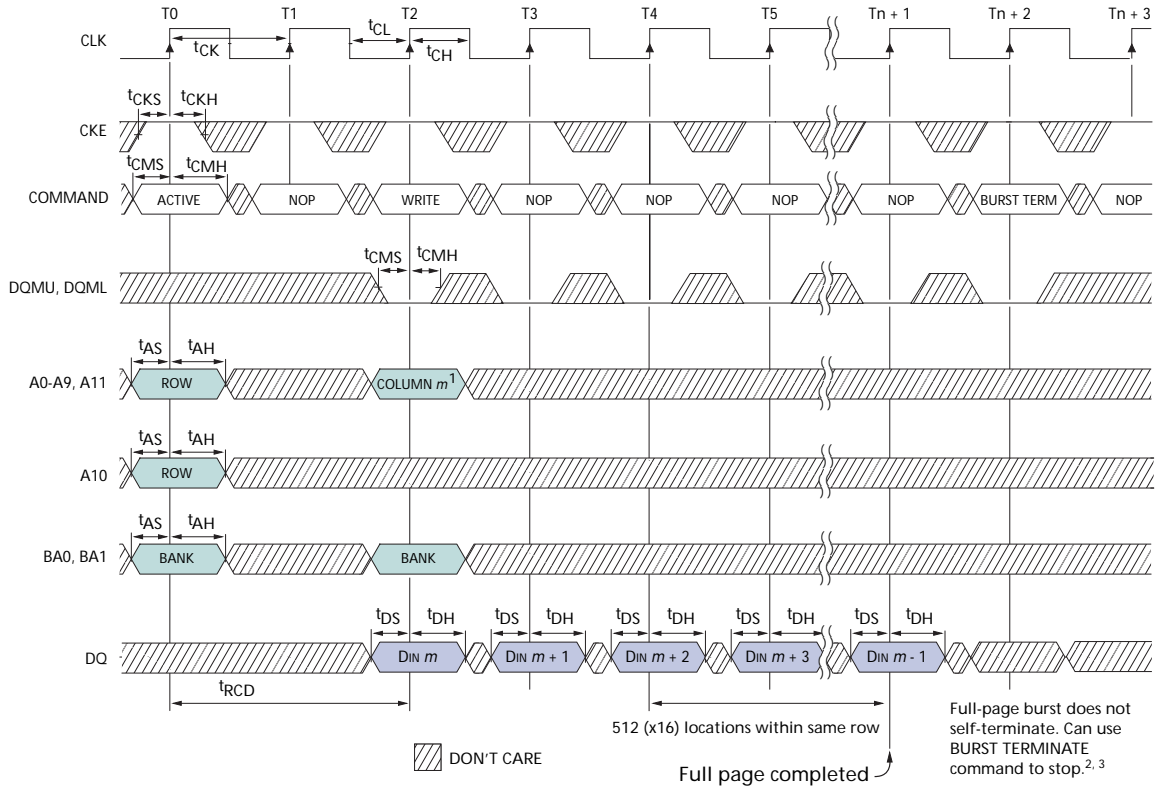 T0 T1 T2 T3 T4 T5 Tn + 1 Tn + 2 Tn + 3
CLK
tCK
tCL
tCH
tCKS tCKH
CKE
tCMS tCMH
COMMAND ACTIVE NOP WRITE NOP NOP NOP NOP BURST TERM NOP
tCMS tCMH
DQMU, DQML
tAS tAH
A0-A9, A11 ROW COLUMN m1
tAS tAH
A10 ROW
tAS tAH
BA0, BA1 BANK BANK
tDS tDH tDS tDH tDS tDH tDS tDH tDS tDH
DQ DIN m DIN m + 1 DIN m + 2 DIN m + 3 DIN m - 1
tRCD
512 (x16) locations within same row
Full-page burst does not
self-terminate. Can use
BURST TERMINATE
command to stop.2, 3
DON'T CARE
Full page completed